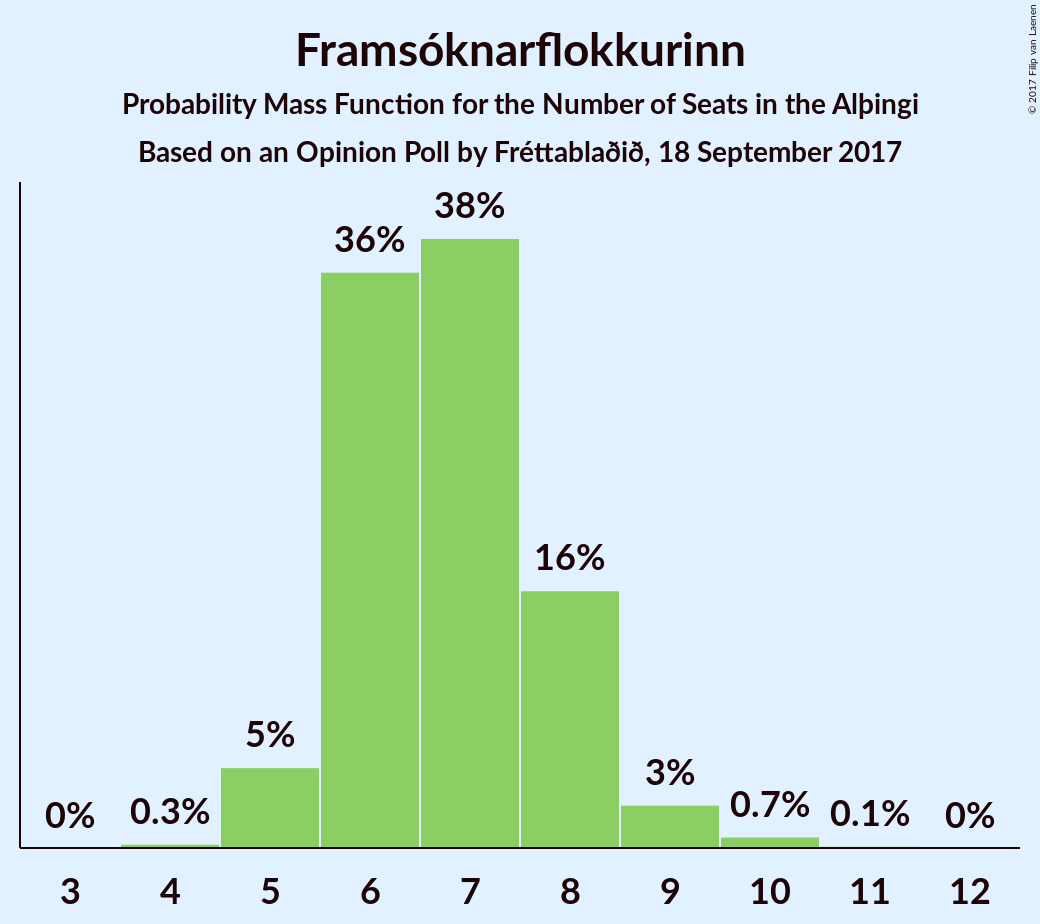 Framsóknarflokkurinn
Probability Mass Function for the Number of Seats in the Alþingi
Based on an Opinion Poll by Fréttablaðið, 18 September 2017
© 2017 Filip van Laenen
0%
0.3%
5%
36%
38%
16%
3%
0.7%
0.1%
0%
3 4 5 6 7 8 9 10 11 12